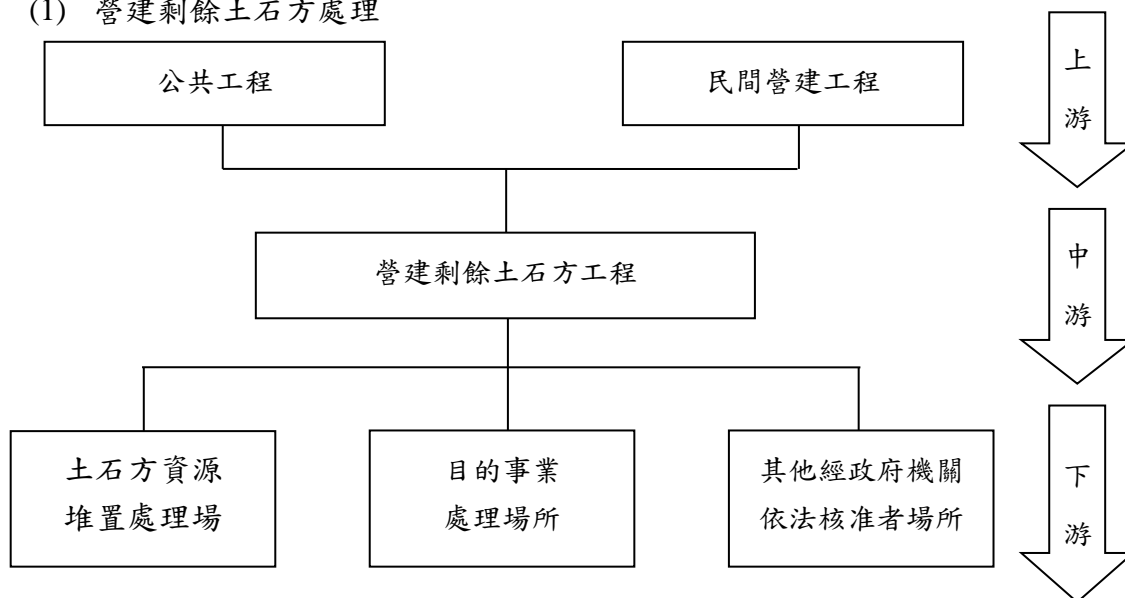 (1) 營建剩餘土石方處理
公共工程
民間營建工程
上
游
營建剩餘土石方工程
中
游
土石方資源
堆置處理場
目的事業
處理場所
其他經政府機關
依法核准者場所
下
游